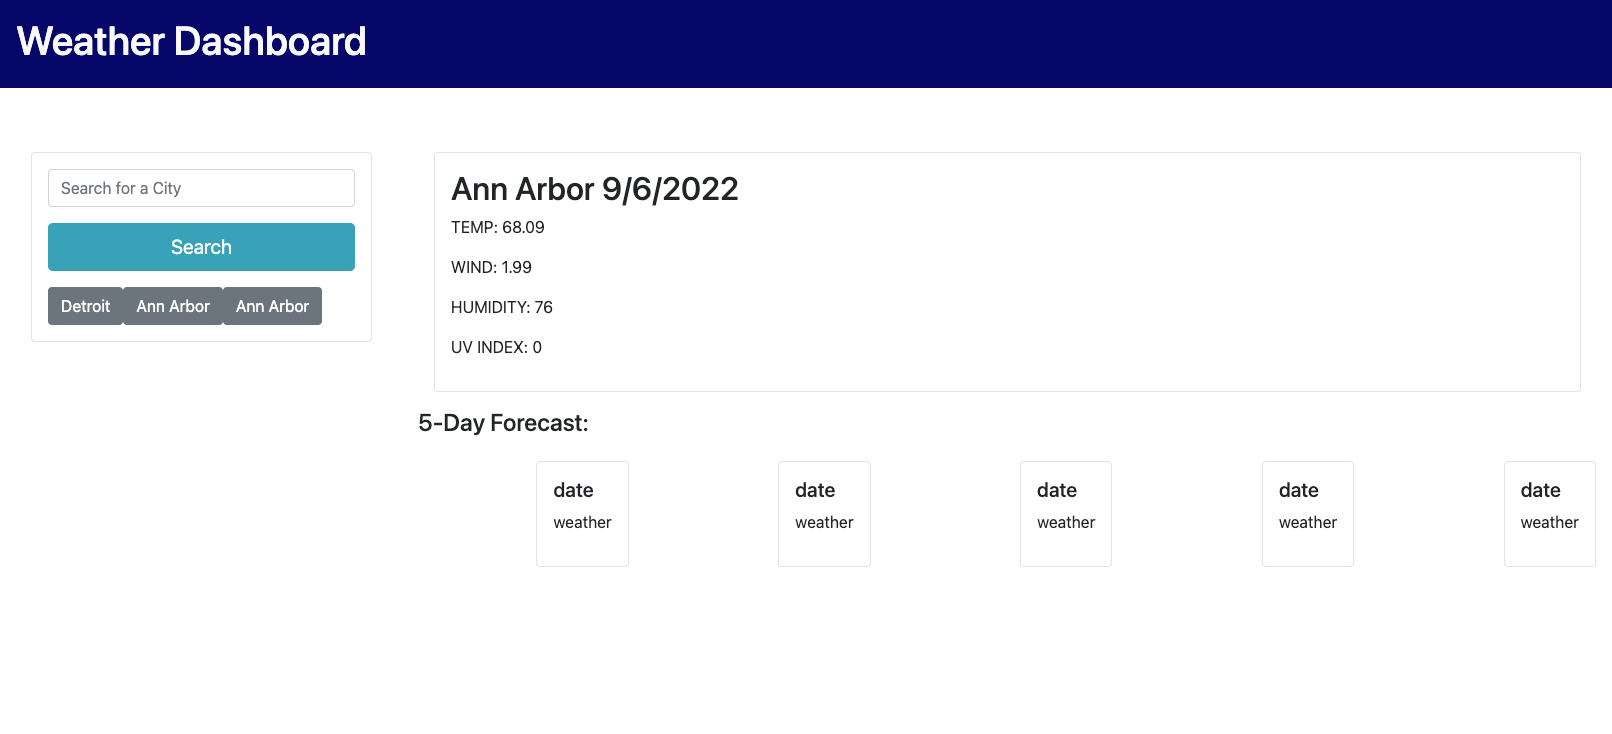 Weather Dashboard
Search for a City
Search
Detroit Ann Arbor Ann Arbor
Ann Arbor 9/6/2022
TEMP: 68.09
WIND: 1.99
HUMIDITY: 76
UV INDEX: 0
5-Day Forecast:
date date date date date
weather weather weather weather weather